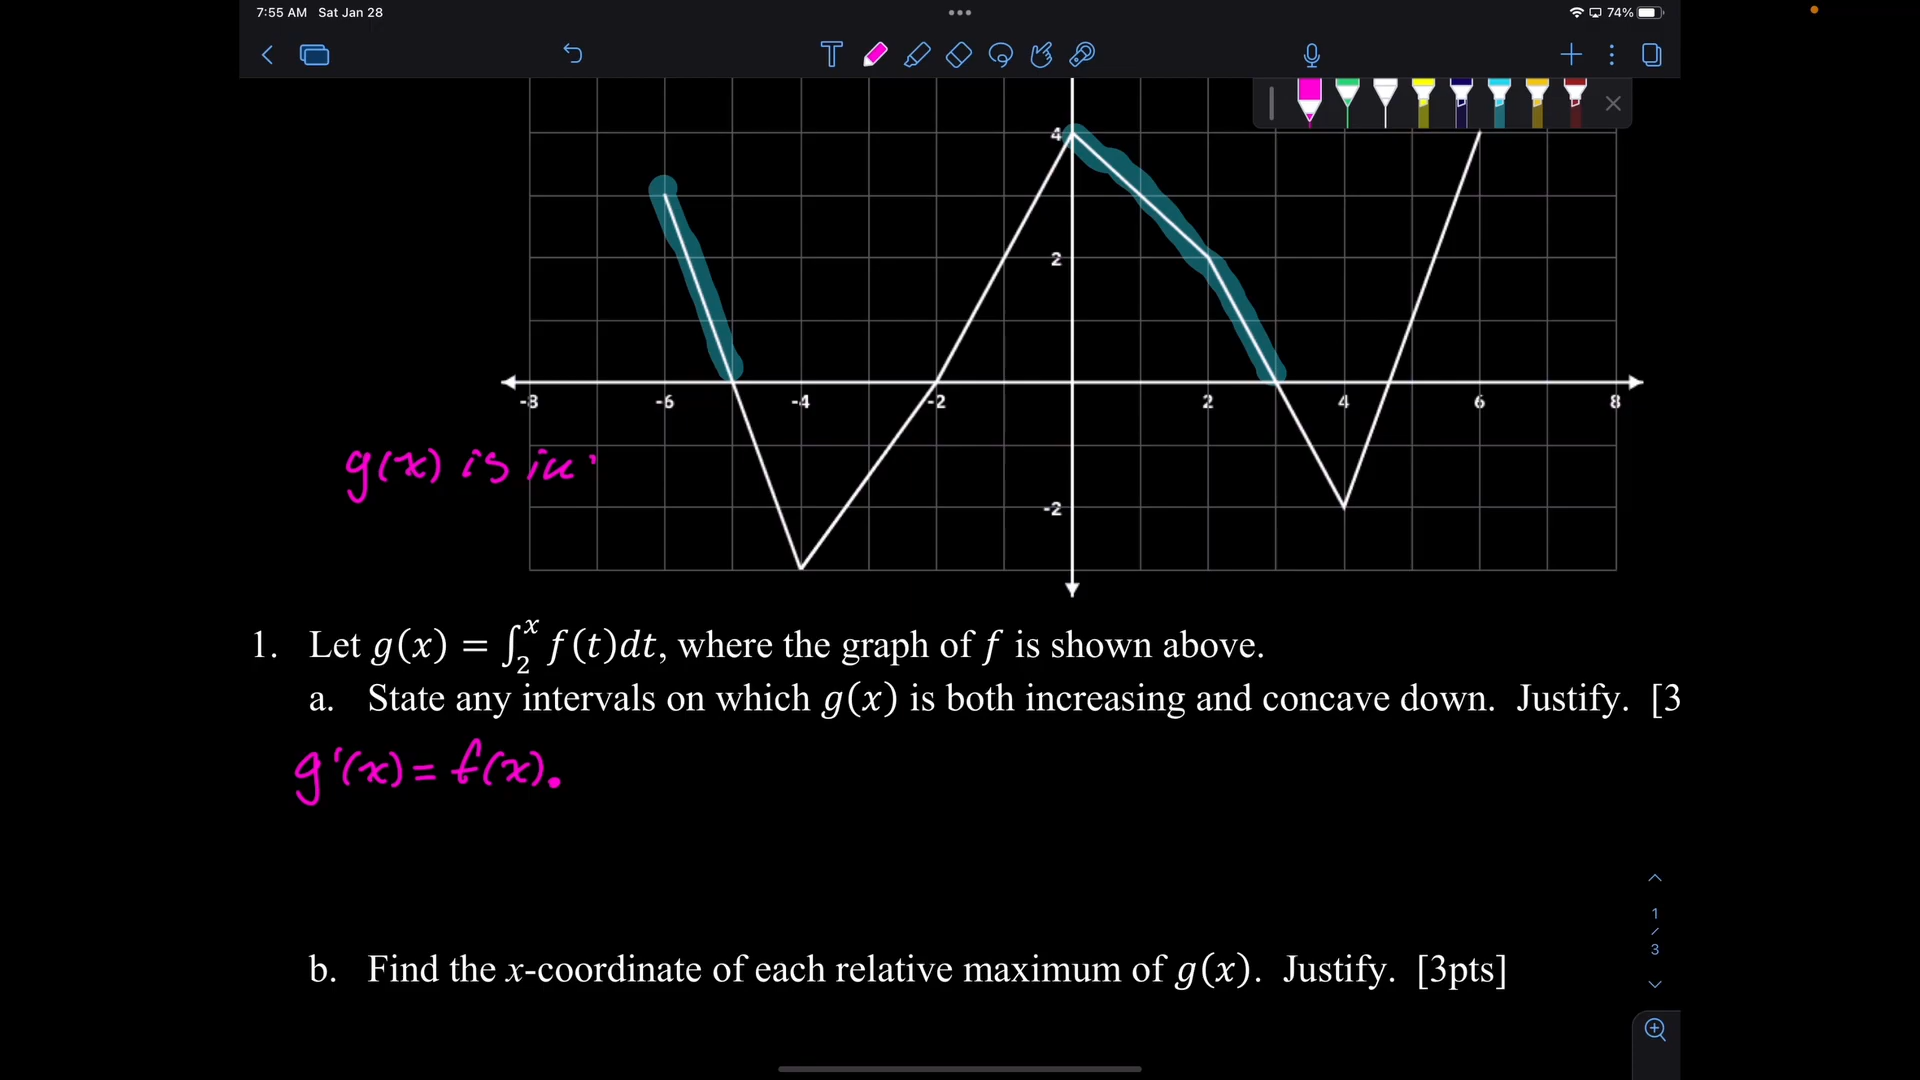 7:55 AM Sat Jan 28
74%
4
2
-8 -6 -4 -2 2 4 6 8
-2
g(x) is in
1. Let g(x) = ∫₂ˣ f(t)dt, where the graph of f is shown above.
a. State any intervals on which g(x) is both increasing and concave down. Justify. [3
g'(x) = f(x).
1
/
3
b. Find the x-coordinate of each relative maximum of g(x). Justify. [3pts]